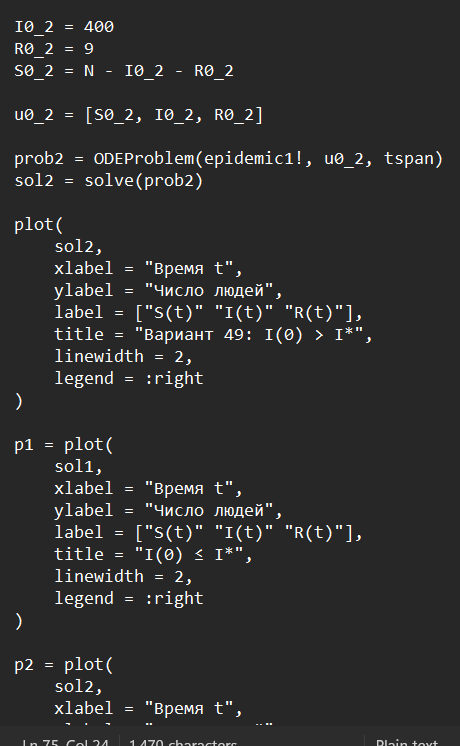 I0_2 = 400
R0_2 = 9
S0_2 = N - I0_2 - R0_2

u0_2 = [S0_2, I0_2, R0_2]

prob2 = ODEProblem(epidemic1!, u0_2, tspan)
sol2 = solve(prob2)

plot(
    sol2,
    xlabel = "Время t",
    ylabel = "Число людей",
    label = ["S(t)" "I(t)" "R(t)"],
    title = "Вариант 49: I(0) > I*",
    linewidth = 2,
    legend = :right
)

p1 = plot(
    sol1,
    xlabel = "Время t",
    ylabel = "Число людей",
    label = ["S(t)" "I(t)" "R(t)"],
    title = "I(0) ≤ I*",
    linewidth = 2,
    legend = :right
)

p2 = plot(
    sol2,
    xlabel = "Время t",
Ln 75, Col 24 1 470 characters Plain text